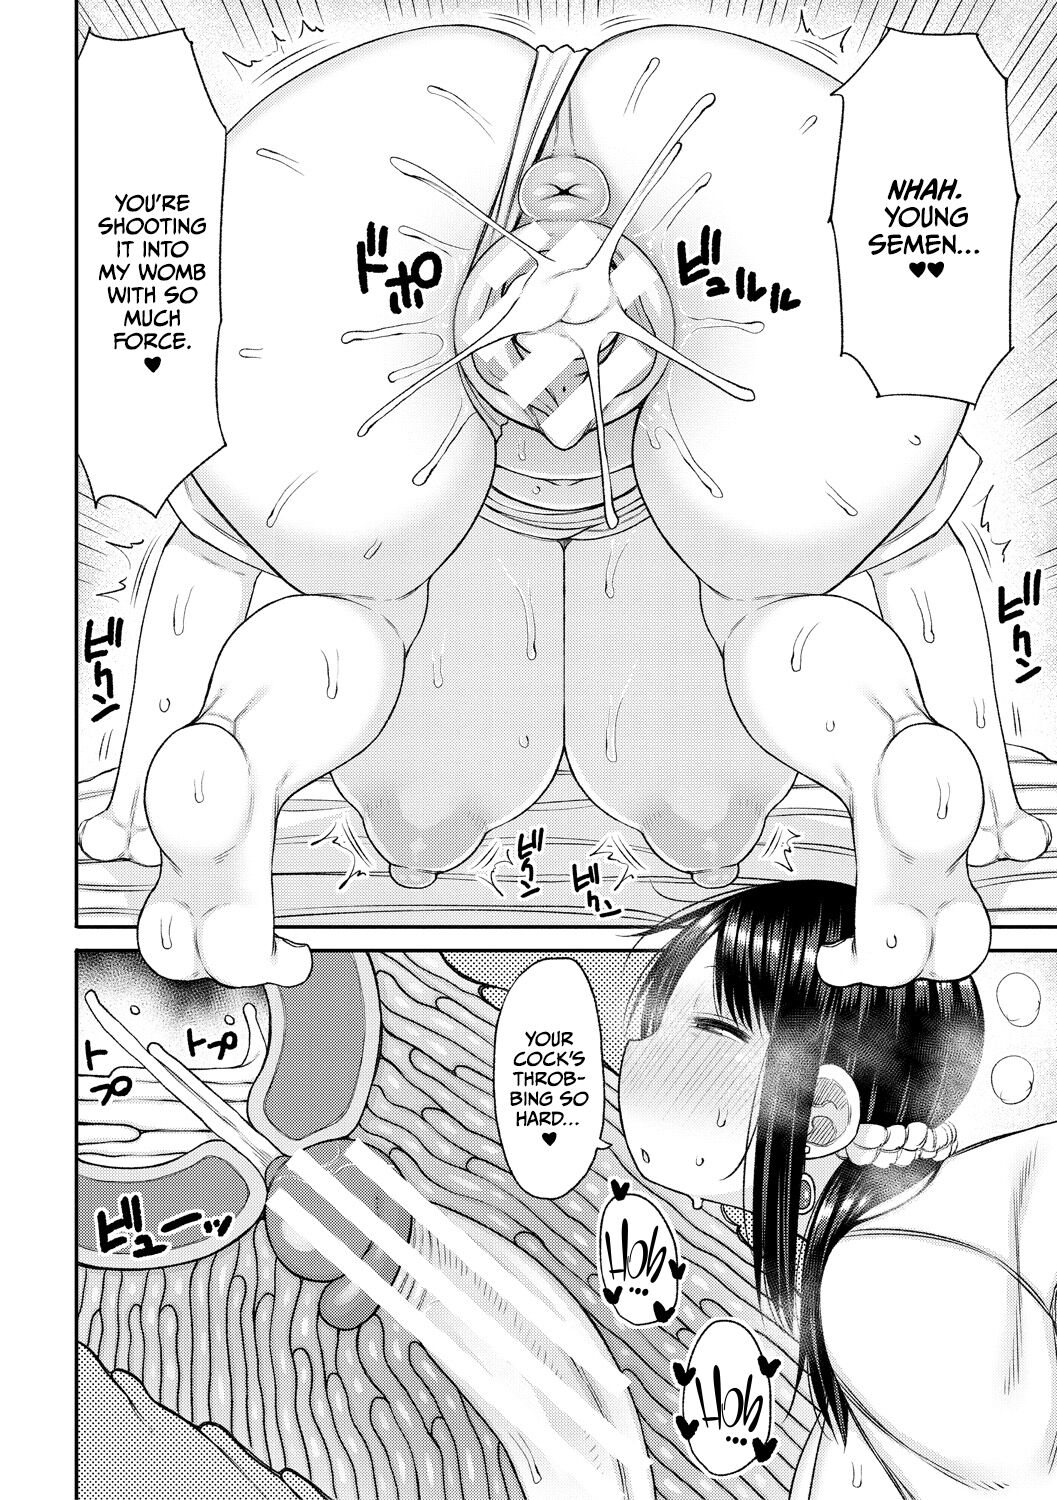 NHAH.
YOUNG
SEMEN...
♥♥
ビュルルル
ドポォ
YOU'RE
SHOOTING
IT INTO
MY WOMB
WITH SO
MUCH
FORCE.
♥
ビクン
ビクン
ビクン
ビクン
YOUR
COCK'S
THROB-
BING SO
HARD...
♥
HOH
...
HOH
...
トプ
トプ
ビューーッ